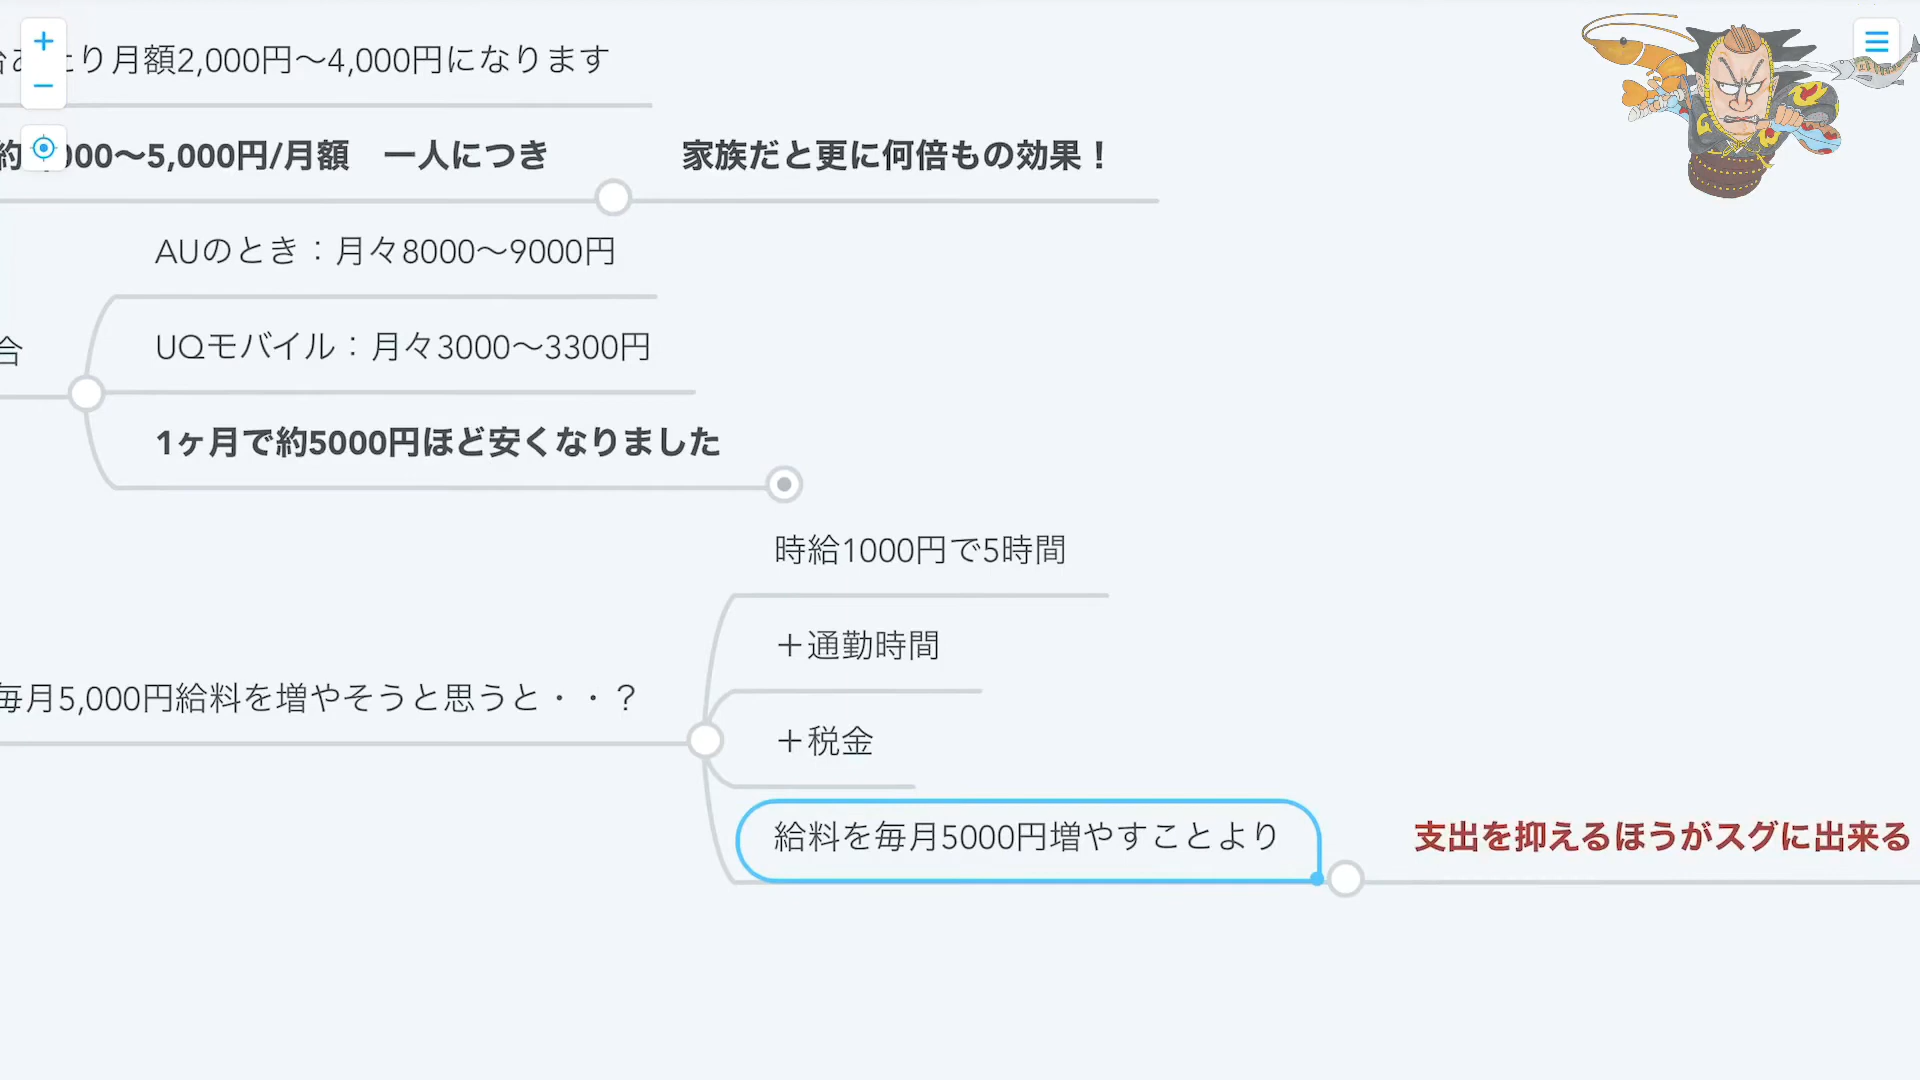 たり月額2,000円〜4,000円になります
000〜5,000円/月額　一人につき
家族だと更に何倍もの効果！
AUのとき：月々8000〜9000円
UQモバイル：月々3000〜3300円
合
1ヶ月で約5000円ほど安くなりました
時給1000円で5時間
＋通勤時間
毎月5,000円給料を増やそうと思うと・・？
＋税金
給料を毎月5000円増やすことより
支出を抑えるほうがスグに出来る